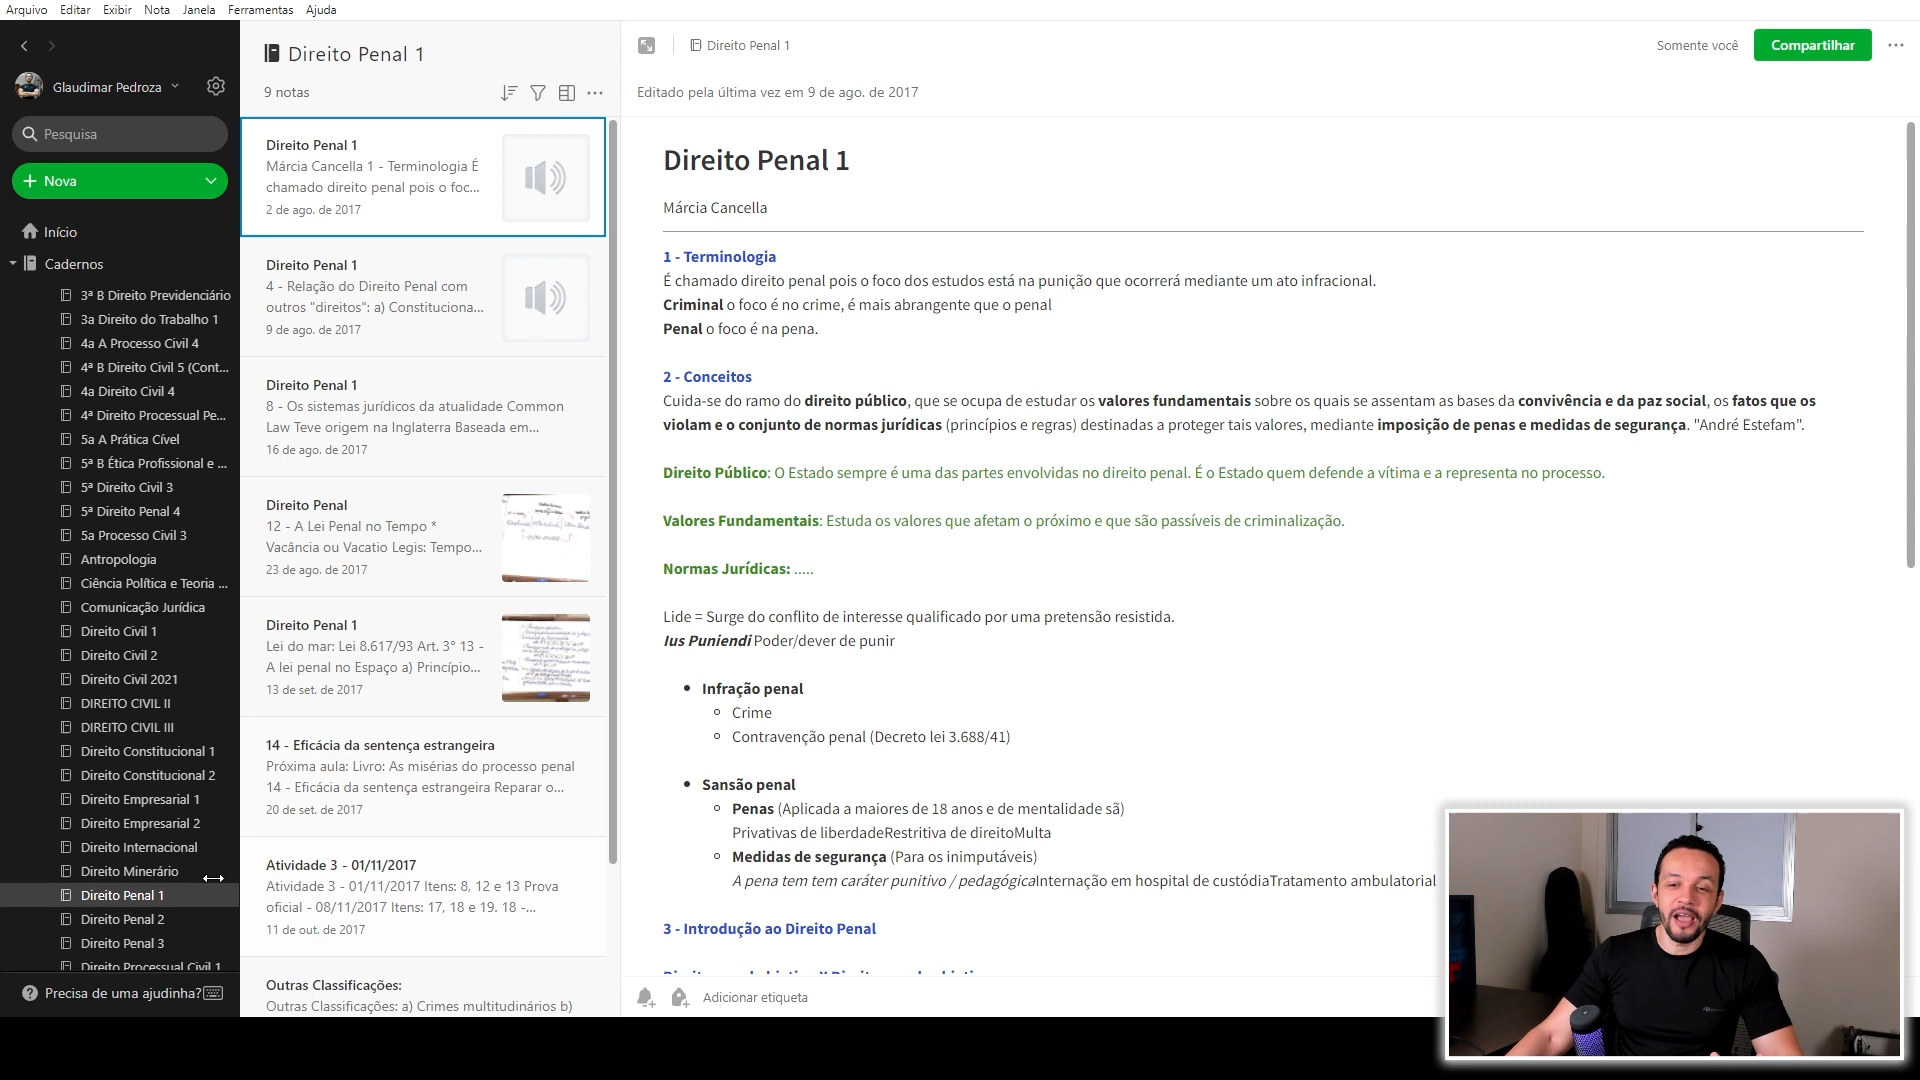 Arquivo Editar Exibir Nota Janela Ferramentas Ajuda
Glaudimar Pedroza
Pesquisa
Nova
Início
Cadernos
3ª B Direito Previdenciário
3a Direito do Trabalho 1
4a A Processo Civil 4
4ª B Direito Civil 5 (Cont...
4a Direito Civil 4
4ª Direito Processual Pe...
5a A Prática Cível
5ª B Ética Profissional e ...
5ª Direito Civil 3
5ª Direito Penal 4
5a Processo Civil 3
Antropologia
Ciência Política e Teoria ...
Comunicação Jurídica
Direito Civil 1
Direito Civil 2
Direito Civil 2021
DIREITO CIVIL II
DIREITO CIVIL III
Direito Constitucional 1
Direito Constitucional 2
Direito Empresarial 1
Direito Empresarial 2
Direito Internacional
Direito Minerário
Direito Penal 1
Direito Penal 2
Direito Penal 3
Direito Processual Civil 1
Precisa de uma ajudinha?
Direito Penal 1
9 notas
Direito Penal 1
Márcia Cancella 1 - Terminologia É
chamado direito penal pois o foc...
2 de ago. de 2017
Direito Penal 1
4 - Relação do Direito Penal com
outros "direitos": a) Constituciona...
9 de ago. de 2017
Direito Penal 1
8 - Os sistemas jurídicos da atualidade Common
Law Teve origem na Inglaterra Baseada em...
16 de ago. de 2017
Direito Penal
12 - A Lei Penal no Tempo *
Vacância ou Vacatio Legis: Tempo...
23 de ago. de 2017
Direito Penal 1
Lei do mar: Lei 8.617/93 Art. 3° 13 -
A lei penal no Espaço a) Princípio...
13 de set. de 2017
14 - Eficácia da sentença estrangeira
Próxima aula: Livro: As misérias do processo penal
14 - Eficácia da sentença estrangeira Reparar o...
20 de set. de 2017
Atividade 3 - 01/11/2017
Atividade 3 - 01/11/2017 Itens: 8, 12 e 13 Prova
oficial - 08/11/2017 Itens: 17, 18 e 19. 18 -...
11 de out. de 2017
Outras Classificações:
Outras Classificações: a) Crimes multitudinários b)
Direito Penal 1
Somente você
Compartilhar
Editado pela última vez em 9 de ago. de 2017
Direito Penal 1
Márcia Cancella
1 - Terminologia
É chamado direito penal pois o foco dos estudos está na punição que ocorrerá mediante um ato infracional.
Criminal o foco é no crime, é mais abrangente que o penal
Penal o foco é na pena.
2 - Conceitos
Cuida-se do ramo do direito público, que se ocupa de estudar os valores fundamentais sobre os quais se assentam as bases da convivência e da paz social, os fatos que os
violam e o conjunto de normas jurídicas (princípios e regras) destinadas a proteger tais valores, mediante imposição de penas e medidas de segurança. "André Estefam".
Direito Público: O Estado sempre é uma das partes envolvidas no direito penal. É o Estado quem defende a vítima e a representa no processo.
Valores Fundamentais: Estuda os valores que afetam o próximo e que são passíveis de criminalização.
Normas Jurídicas: .....
Lide = Surge do conflito de interesse qualificado por uma pretensão resistida.
Ius Puniendi Poder/dever de punir
Infração penal
Crime
Contravenção penal (Decreto lei 3.688/41)
Sansão penal
Penas (Aplicada a maiores de 18 anos e de mentalidade sã)
Privativas de liberdadeRestritiva de direitoMulta
Medidas de segurança (Para os inimputáveis)
A pena tem tem caráter punitivo / pedagógicaInternação em hospital de custódiaTratamento ambulatorial
3 - Introdução ao Direito Penal
Adicionar etiqueta